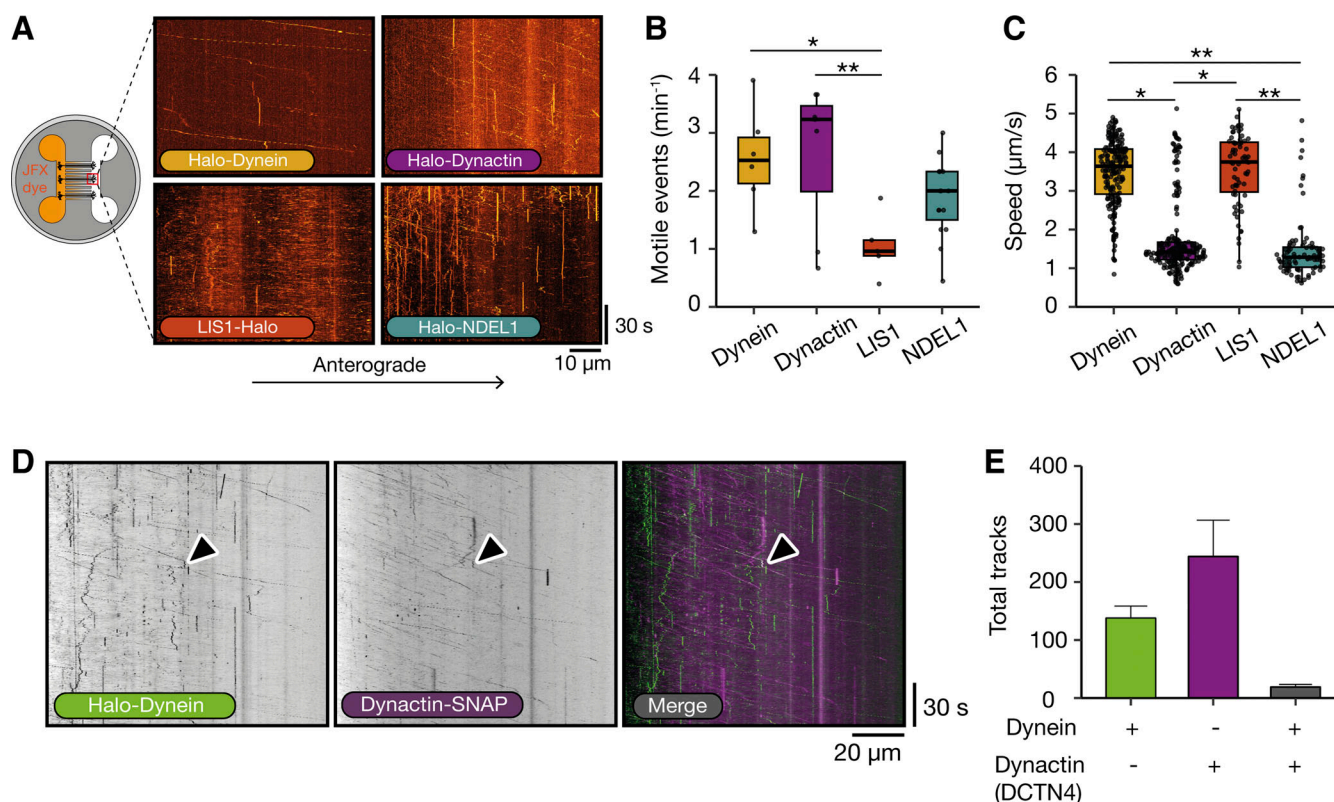 A
JFX
dye
Halo-Dynein
Halo-Dynactin
LIS1-Halo
Halo-NDEL1
30 s
10 µm
Anterograde
B
Motile events (min⁻¹)
4
3
2
1
0
*
**
Dynein
Dynactin
LIS1
NDEL1
C
Speed (µm/s)
6
5
4
3
2
1
0
**
*
*
**
Dynein
Dynactin
LIS1
NDEL1
D
Halo-Dynein
Dynactin-SNAP
Merge
30 s
20 µm
E
Total tracks
400
300
200
100
0
Dynein + - +
Dynactin - + +
(DCTN4)